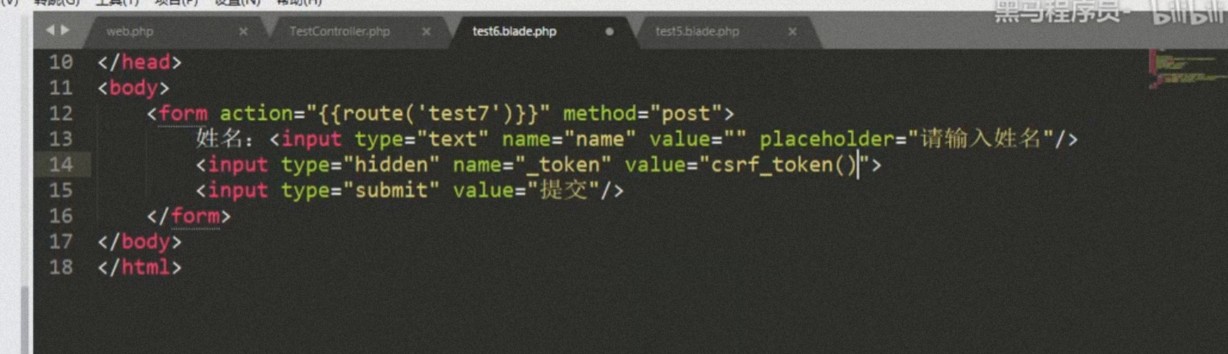 转跳(G) 工具(T) 项目(P) 设置(N) 帮助(H)
黑马程序员- bilibili
web.php × TestController.php × test6.blade.php ● test5.blade.php ×
10 </head>
11 <body>
12 <form action="{{route('test7')}}" method="post">
13 姓名：<input type="text" name="name" value="" placeholder="请输入姓名"/>
14 <input type="hidden" name="_token" value="csrf_token()">
15 <input type="submit" value="提交"/>
16 </form>
17 </body>
18 </html>